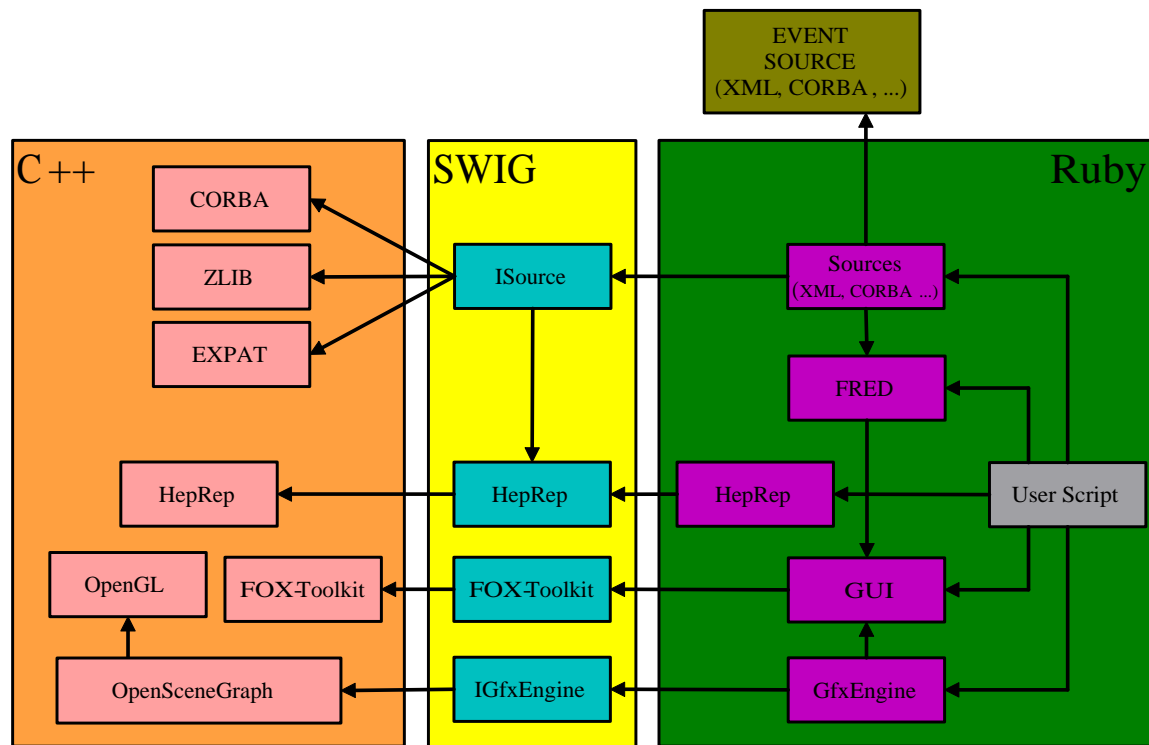 EVENT
SOURCE
(XML, CORBA , ...)
C ++
SWIG
Ruby
CORBA
ZLIB
EXPAT
ISource
Sources
(XML, CORBA ...)
FRED
HepRep
HepRep
HepRep
User Script
OpenGL
FOX-Toolkit
FOX-Toolkit
GUI
OpenSceneGraph
IGfxEngine
GfxEngine